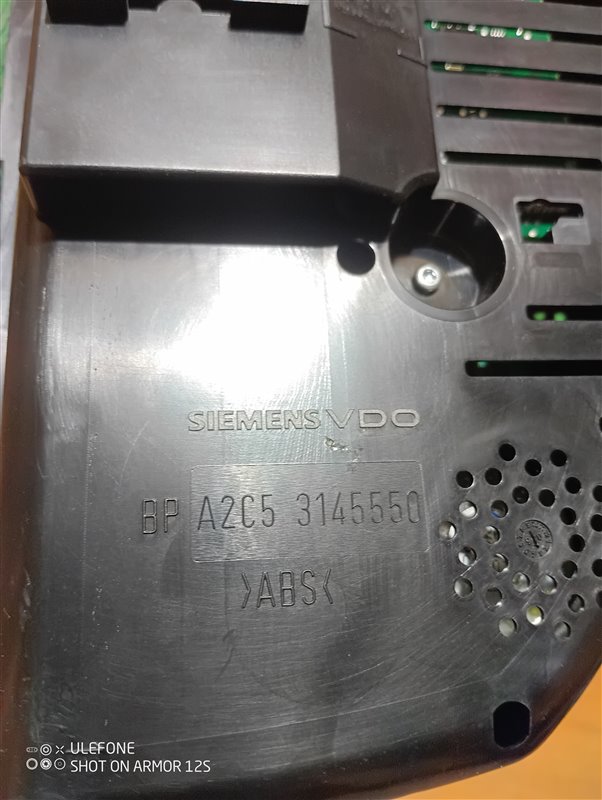 SIEMENS VDO
BP A2C5 3145550
>ABS<
ULEFONE
SHOT ON ARMOR 12S